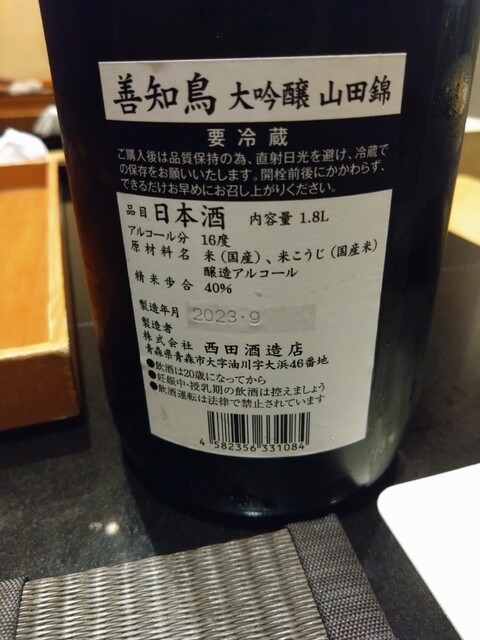 善知鳥 大吟醸 山田錦
要冷蔵
ご購入後は品質保持の為、直射日光を避け、冷蔵で
の保存をお願いいたします。開栓前後にかかわらず、
できるだけお早めにお召し上がりください。
品目 日本酒 内容量 1.8L
アルコール分 16度
原材料名 米(国産)、米こうじ(国産米)
醸造アルコール
精米歩合 40%
製造年月 2023.9
製造者
株式会社 西田酒造店
青森県青森市大字油川字大浜46番地
●飲酒は20歳になってから
●妊娠中・授乳期の飲酒は控えましょう
●飲酒運転は法律で禁止されています
4 582356 331084